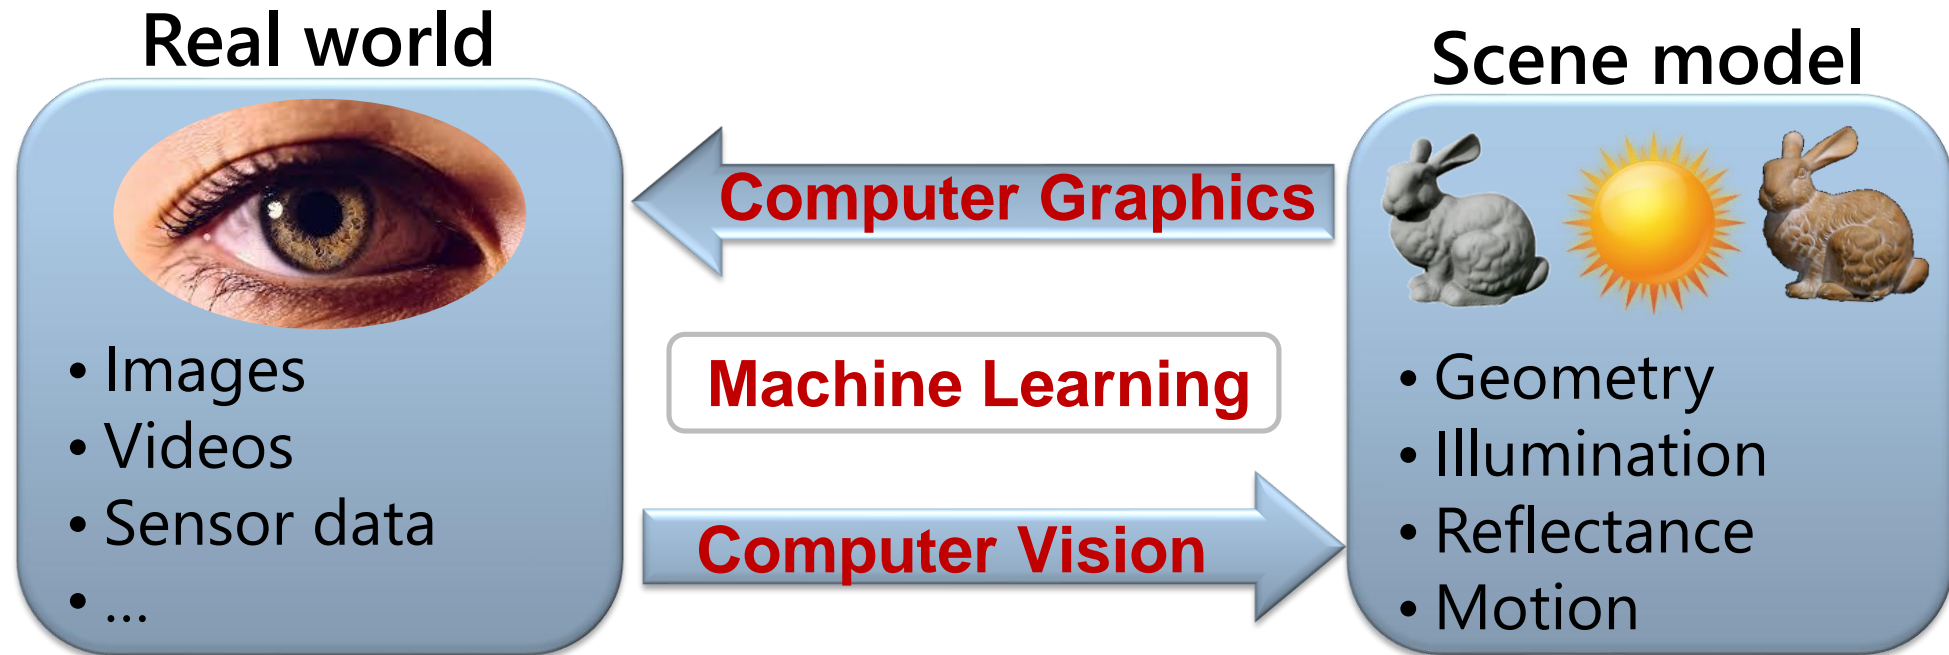 Real world
• Images
• Videos
• Sensor data
• ...
Computer Graphics
Machine Learning
Computer Vision
Scene model
• Geometry
• Illumination
• Reflectance
• Motion